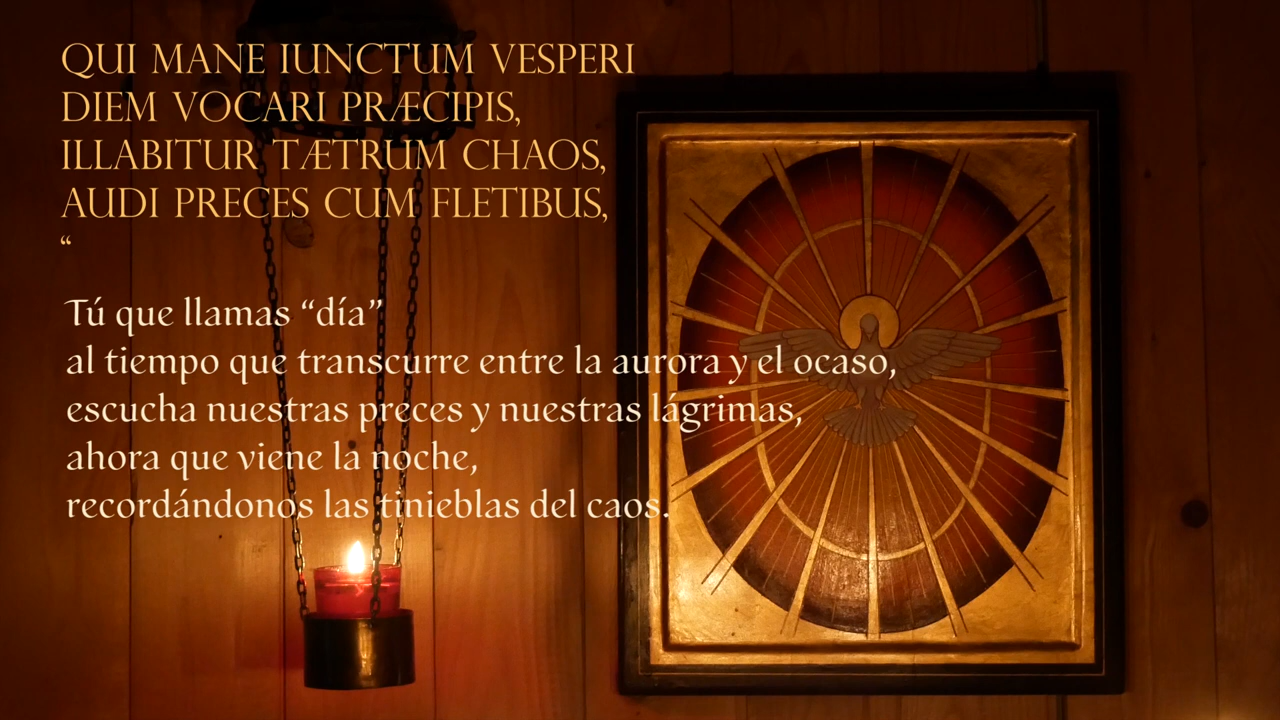 QUI MANE IUNCTUM VESPERI
DIEM VOCARI PRÆCIPIS,
ILLABITUR TÆTRUM CHAOS,
AUDI PRECES CUM FLETIBUS,
“
Tú que llamas “día”
al tiempo que transcurre entre la aurora y el ocaso,
escucha nuestras preces y nuestras lágrimas,
ahora que viene la noche,
recordándonos las tinieblas del caos.